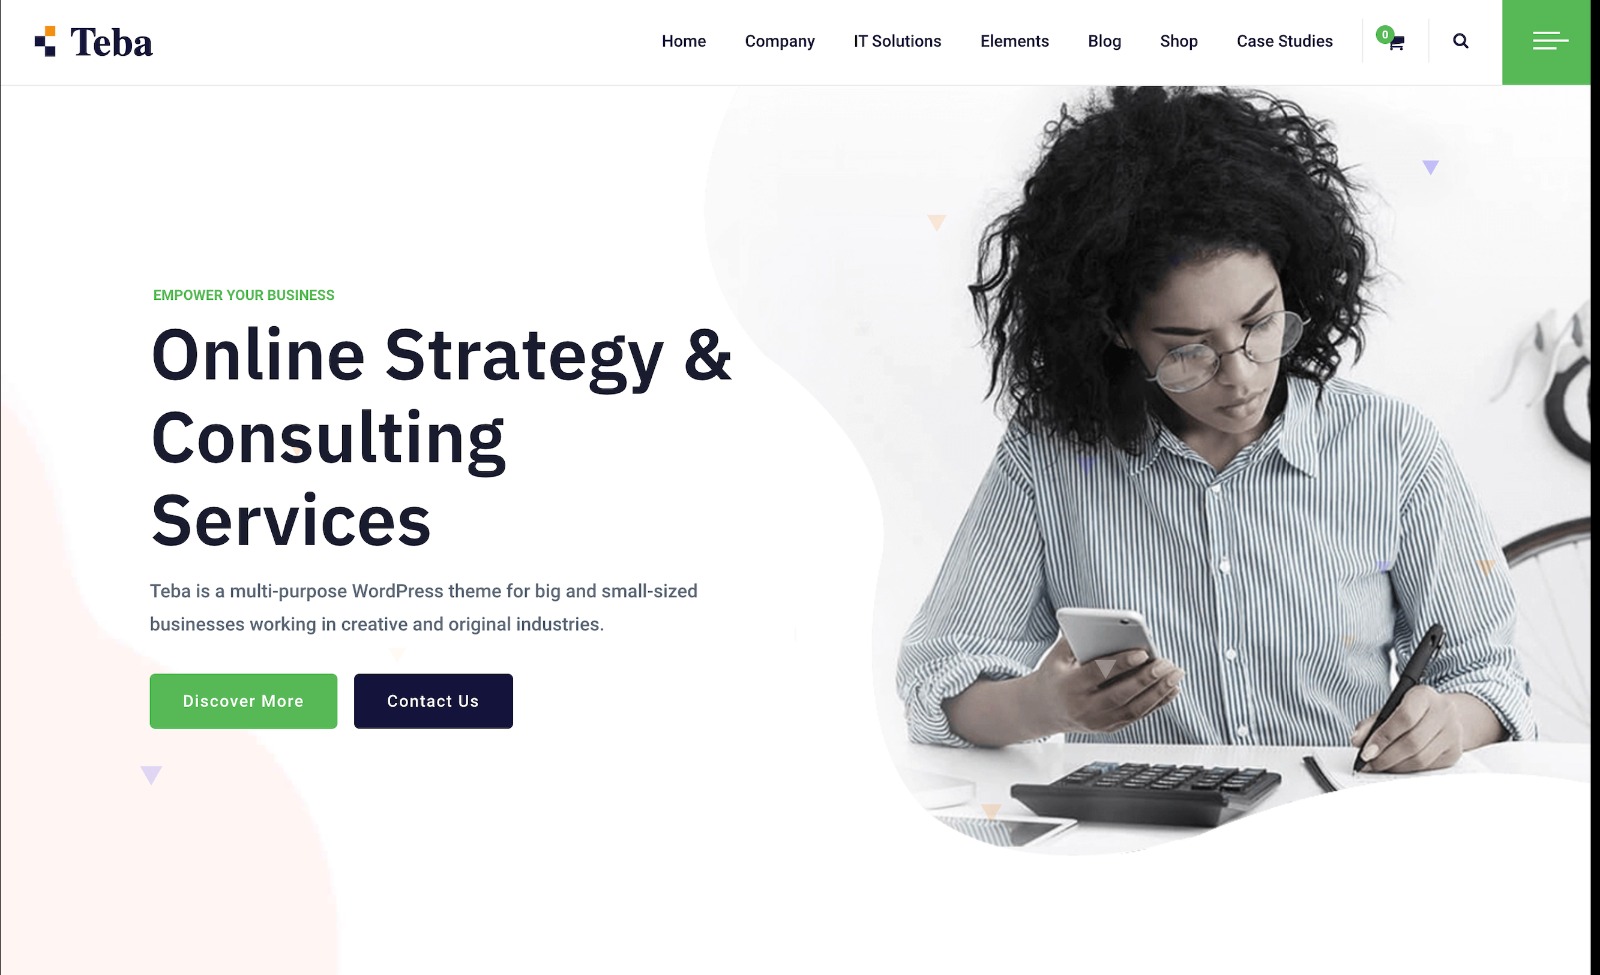 Teba
Home Company IT Solutions Elements Blog Shop Case Studies 0
EMPOWER YOUR BUSINESS
Online Strategy &
Consulting
Services
Teba is a multi-purpose WordPress theme for big and small-sized
businesses working in creative and original industries.
Discover More Contact Us